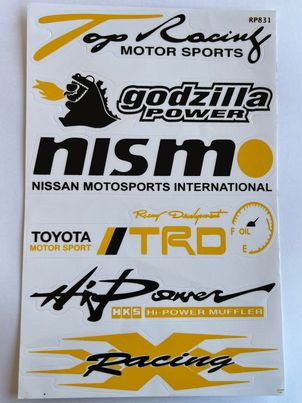 RP831
Top Racing
MOTOR SPORTS
godzilla
POWER
nismo
NISSAN MOTOSPORTS INTERNATIONAL
Racing Development
TOYOTA
MOTOR SPORT
TRD
F OIL
E
Hi Power
HKS Hi-POWER MUFFLER
Racing